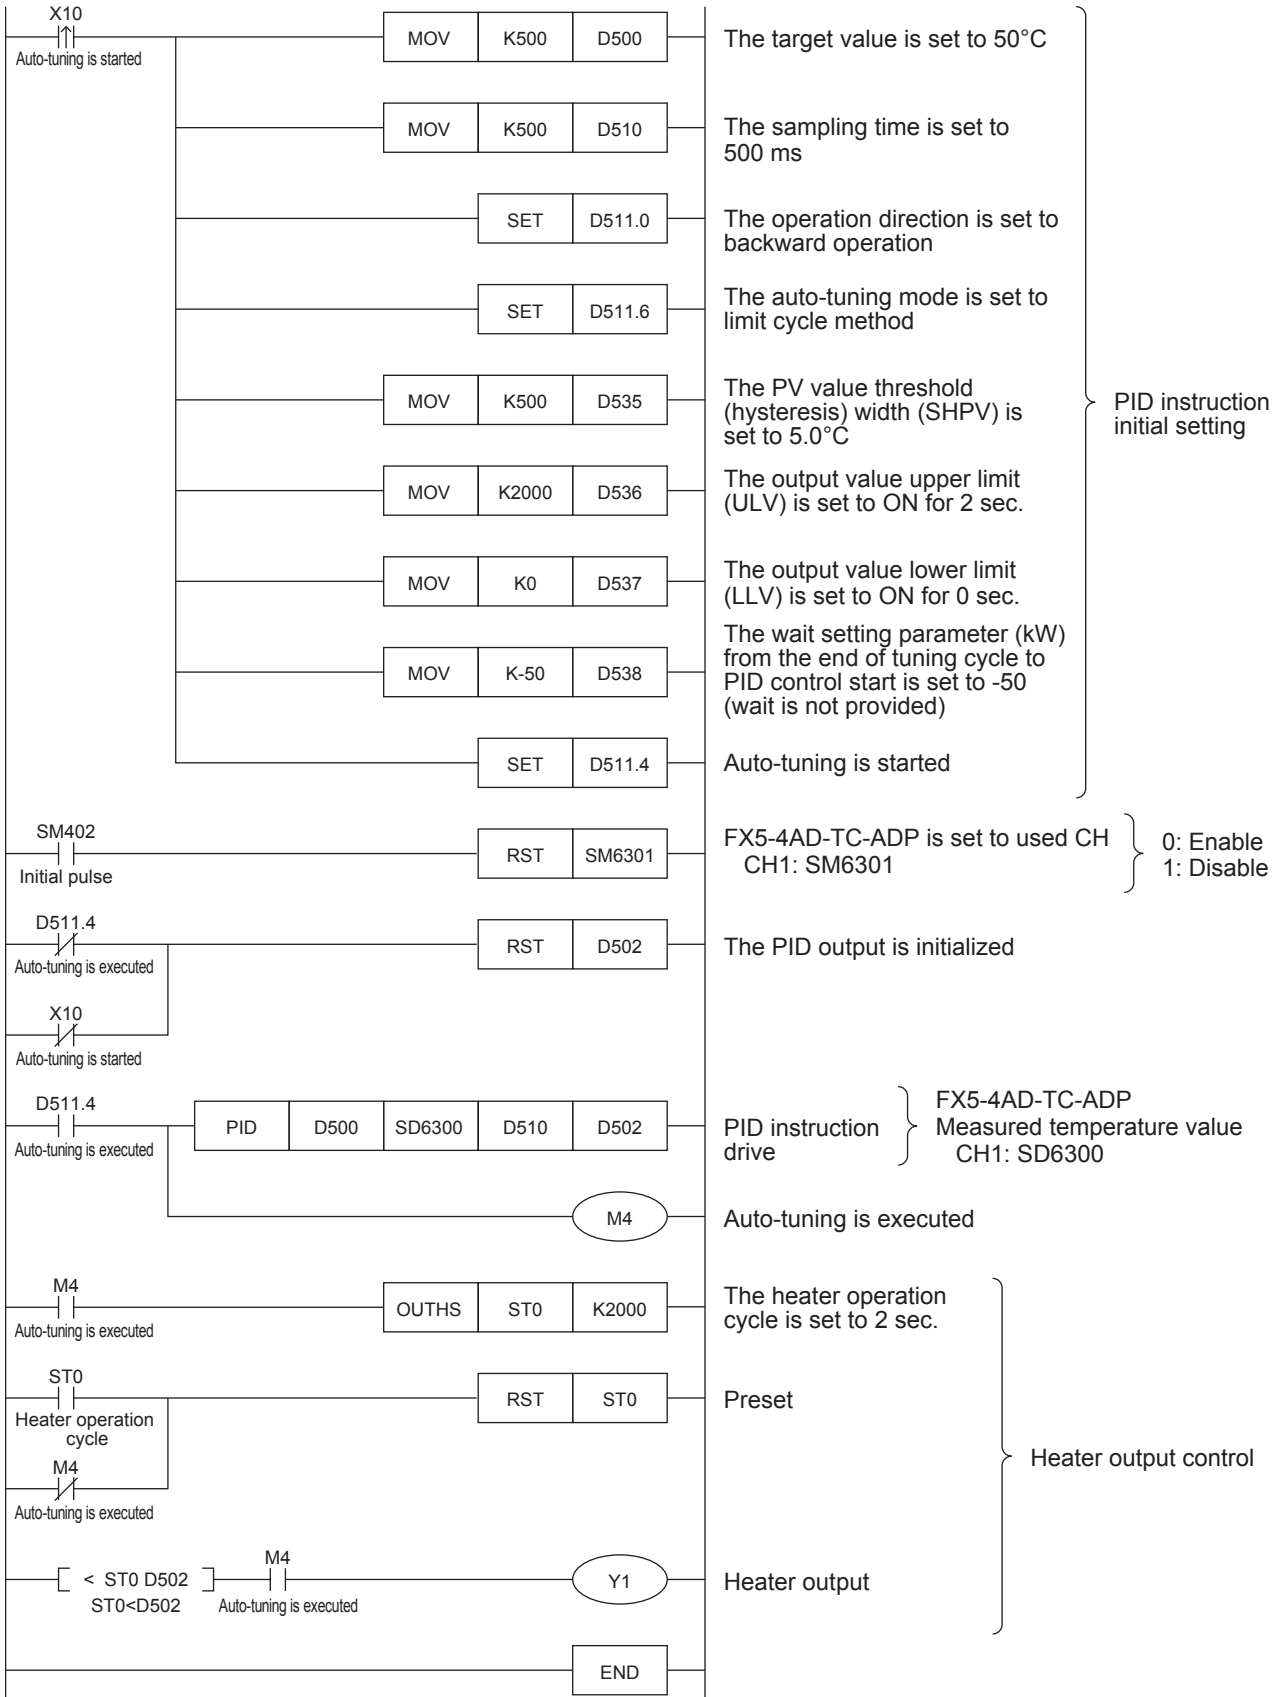 X10
Auto-tuning is started
MOV K500 D500
The target value is set to 50°C
MOV K500 D510
The sampling time is set to
500 ms
SET D511.0
The operation direction is set to
backward operation
SET D511.6
The auto-tuning mode is set to
limit cycle method
MOV K500 D535
The PV value threshold
(hysteresis) width (SHPV) is
set to 5.0°C
PID instruction
initial setting
MOV K2000 D536
The output value upper limit
(ULV) is set to ON for 2 sec.
MOV K0 D537
The output value lower limit
(LLV) is set to ON for 0 sec.
MOV K-50 D538
The wait setting parameter (kW)
from the end of tuning cycle to
PID control start is set to -50
(wait is not provided)
SET D511.4
Auto-tuning is started
SM402
Initial pulse
RST SM6301
FX5-4AD-TC-ADP is set to used CH
CH1: SM6301
0: Enable
1: Disable
D511.4
Auto-tuning is executed
RST D502
The PID output is initialized
X10
Auto-tuning is started
D511.4
Auto-tuning is executed
PID D500 SD6300 D510 D502
PID instruction
drive
FX5-4AD-TC-ADP
Measured temperature value
CH1: SD6300
M4
Auto-tuning is executed
M4
Auto-tuning is executed
OUTHS ST0 K2000
The heater operation
cycle is set to 2 sec.
ST0
Heater operation
cycle
RST ST0
Preset
M4
Auto-tuning is executed
Heater output control
< ST0 D502
ST0<D502
M4
Auto-tuning is executed
Y1
Heater output
END